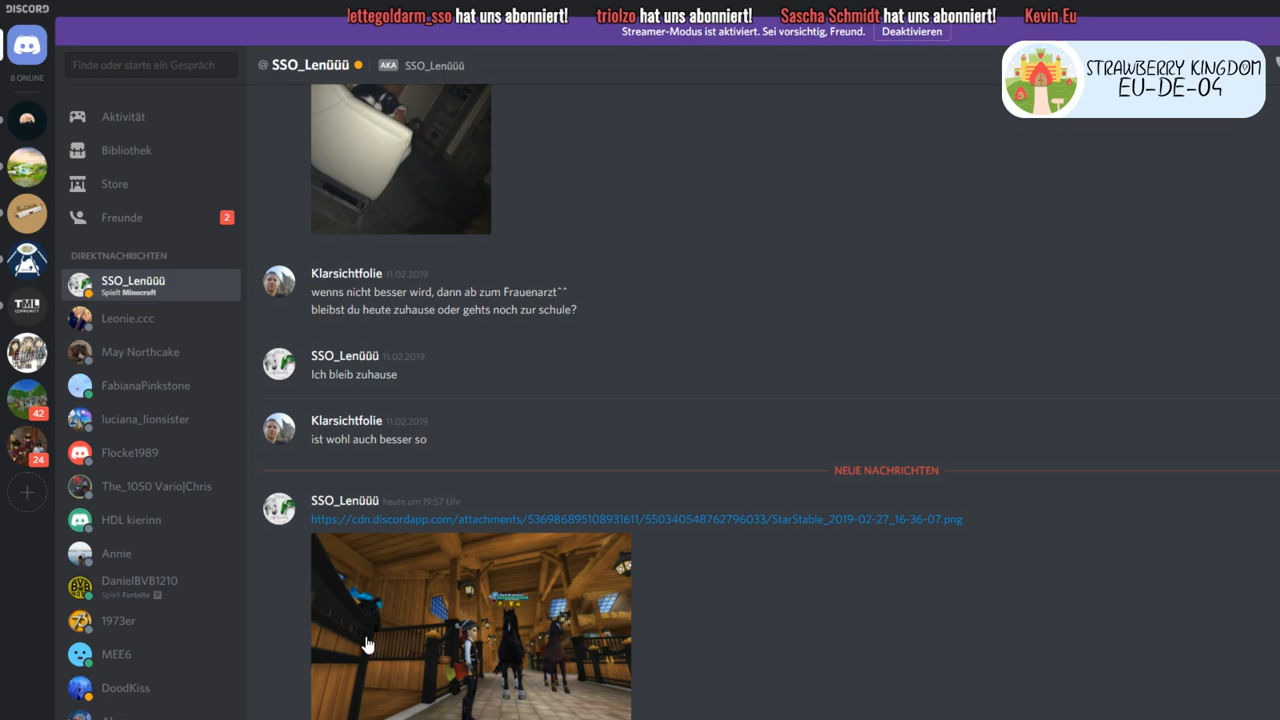 DISCORD
lettegoldarm_sso hat uns abonniert! triolzo hat uns abonniert! Sascha Schmidt hat uns abonniert! Kevin Eu
Streamer-Modus ist aktiviert. Sei vorsichtig, Freund. Deaktivieren
8 ONLINE
TML
COMMUNITY
42
24
Finde oder starte ein Gespräch
Aktivität
Bibliothek
Store
Freunde 2
DIREKTNACHRICHTEN
SSO_Lenüüü
Spielt Minecraft
Leonie.ccc
May Northcake
FabianaPinkstone
luciana_lionsister
Flocke1989
The_1050 Vario|Chris
HDL kierinn
Annie
DanielBVB1210
Spielt Fortnite
1973er
MEE6
DoodKiss
@ SSO_Lenüüü AKA SSO_Lenüüü
STRAWBERRY KINGDOM
EU-DE-04
Klarsichtfolie 11.02.2019
wenns nicht besser wird, dann ab zum Frauenarzt^^
bleibst du heute zuhause oder gehts noch zur schule?
SSO_Lenüüü 11.02.2019
Ich bleib zuhause
Klarsichtfolie 11.02.2019
ist wohl auch besser so
NEUE NACHRICHTEN
SSO_Lenüüü heute um 19:57 Uhr
https://cdn.discordapp.com/attachments/536986895108931611/550340548762796033/StarStable_2019-02-27_16-36-07.png